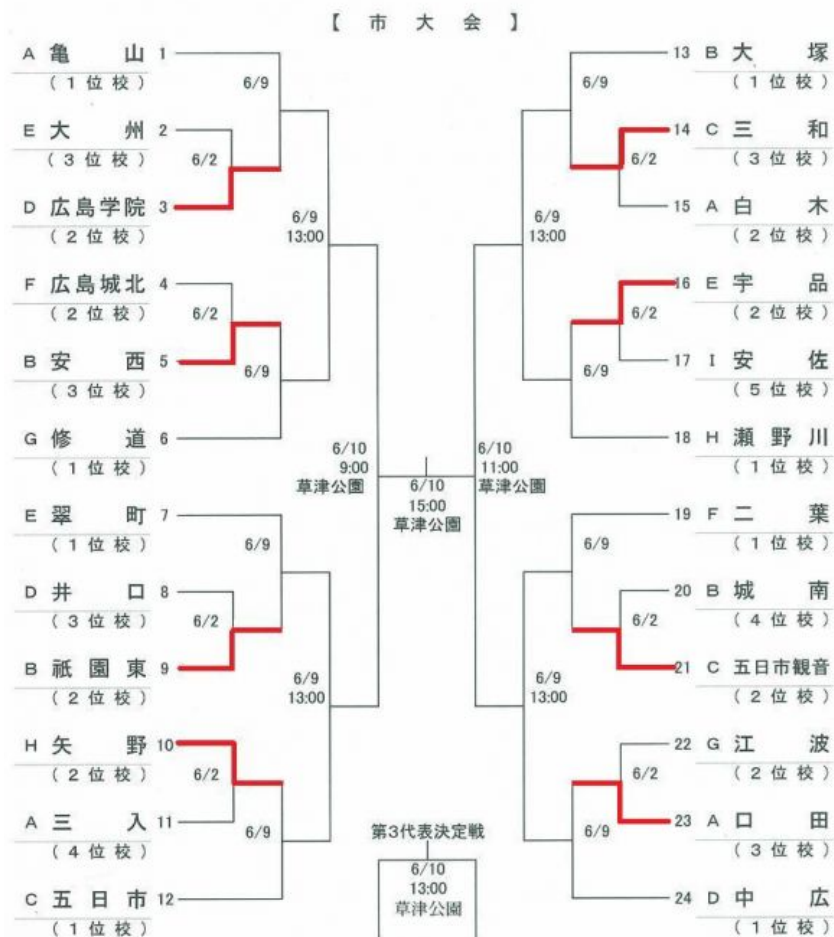 【 市 大 会 】
A 亀 山 1
(1位校)
6/9
E 大 州 2
(3位校)
6/2
D 広島学院 3
(2位校)
6/9
13:00
F 広島城北 4
(2位校)
6/2
B 安 西 5
(3位校)
6/9
G 修 道 6
(1位校)
E 翠 町 7
(1位校)
6/9
D 井 口 8
(3位校)
6/2
B 祇園東 9
(2位校)
6/9
13:00
H 矢 野 10
(2位校)
6/2
A 三 入 11
(4位校)
6/9
C 五日市 12
(1位校)
6/10
9:00
草津公園
6/10
15:00
草津公園
6/10
11:00
草津公園
第3代表決定戦
6/10
13:00
草津公園
13 B 大 塚
(1位校)
6/9
14 C 三 和
(3位校)
6/2
15 A 白 木
(2位校)
6/9
13:00
16 E 宇 品
(2位校)
6/2
17 I 安 佐
(5位校)
6/9
18 H 瀬野川
(1位校)
19 F 二 葉
(1位校)
6/9
20 B 城 南
(4位校)
6/2
21 C 五日市観音
(2位校)
6/9
13:00
22 G 江 波
(2位校)
6/2
23 A 口 田
(3位校)
6/9
24 D 中 広
(1位校)